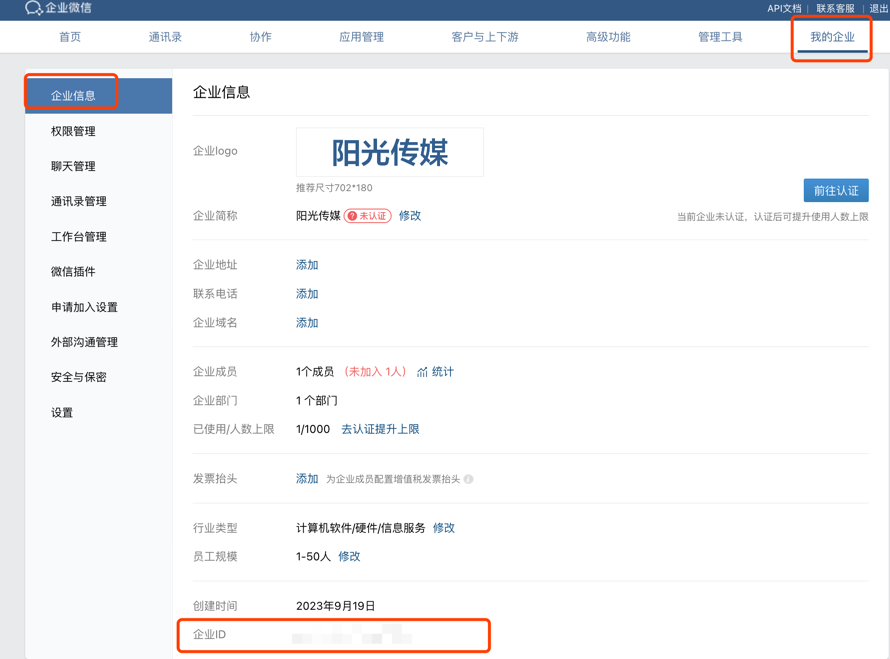 企业微信
API文档 | 联系客服 | 退出
首页 通讯录 协作 应用管理 客户与上下游 高级功能 管理工具 我的企业
企业信息
权限管理
聊天管理
通讯录管理
工作台管理
微信插件
申请加入设置
外部沟通管理
安全与保密
设置
企业信息
企业logo 阳光传媒
推荐尺寸702*180
前往认证
企业简称 阳光传媒 ? 未认证 修改
当前企业未认证，认证后可提升使用人数上限
企业地址 添加
联系电话 添加
企业域名 添加
企业成员 1个成员 （未加入 1人） 统计
企业部门 1 个部门
已使用/人数上限 1/1000 去认证提升上限
发票抬头 添加 为企业成员配置增值税发票抬头 i
行业类型 计算机软件/硬件/信息服务 修改
员工规模 1-50人 修改
创建时间 2023年9月19日
企业ID